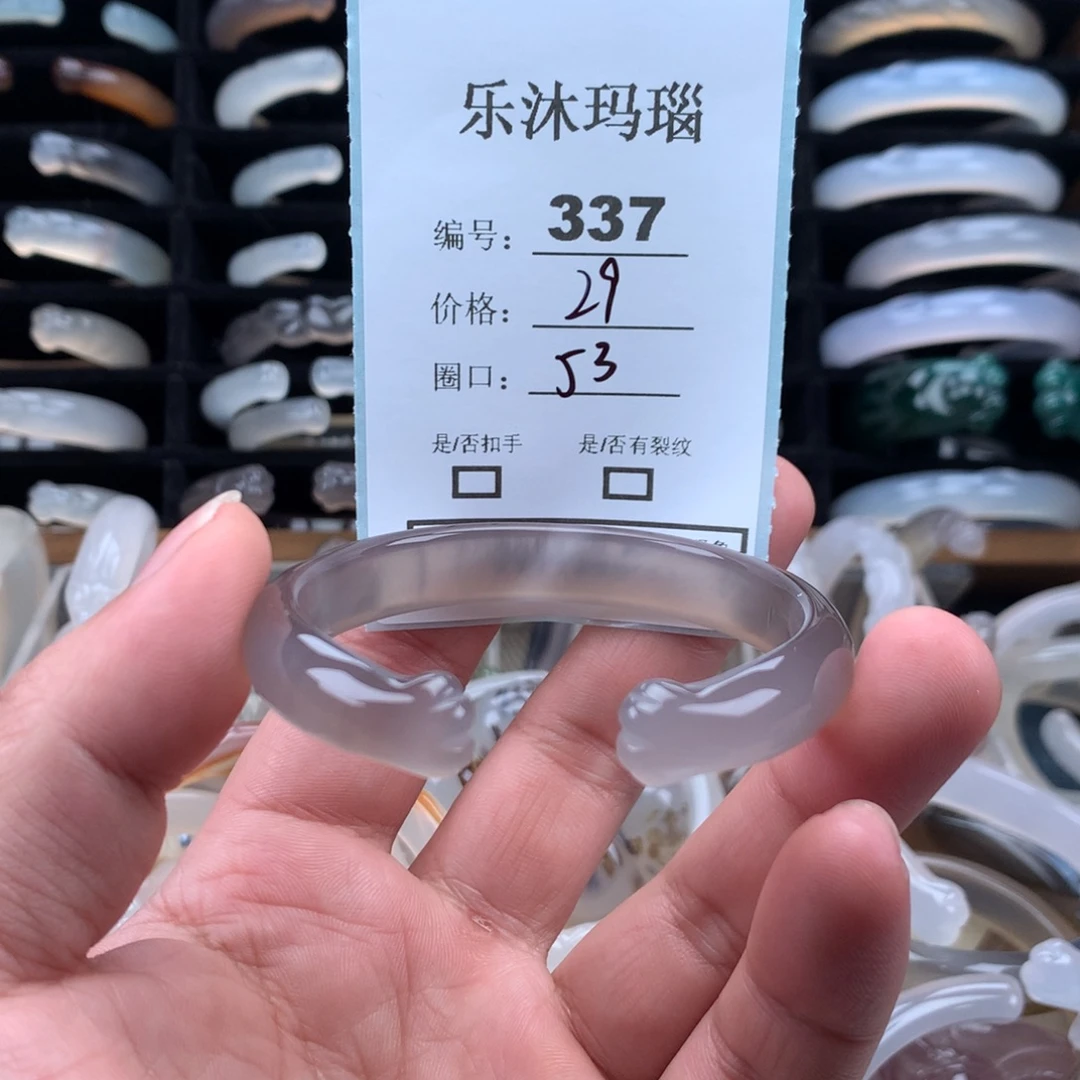 乐沐玛瑙
编号： 337
价格： 29
圈口： 53
是/否扣手 是/否有裂纹